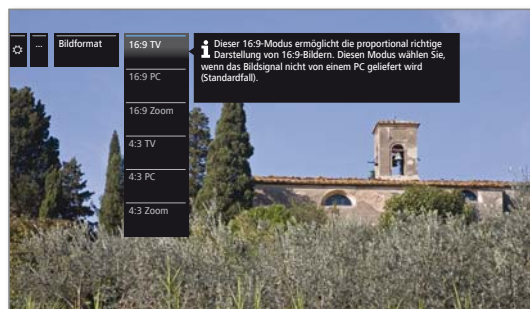 ...
Bildformat
16:9 TV
Dieser 16:9-Modus ermöglicht die proportional richtige
Darstellung von 16:9-Bildern. Diesen Modus wählen Sie,
wenn das Bildsignal nicht von einem PC geliefert wird
(Standardfall).
16:9 PC
16:9 Zoom
4:3 TV
4:3 PC
4:3 Zoom